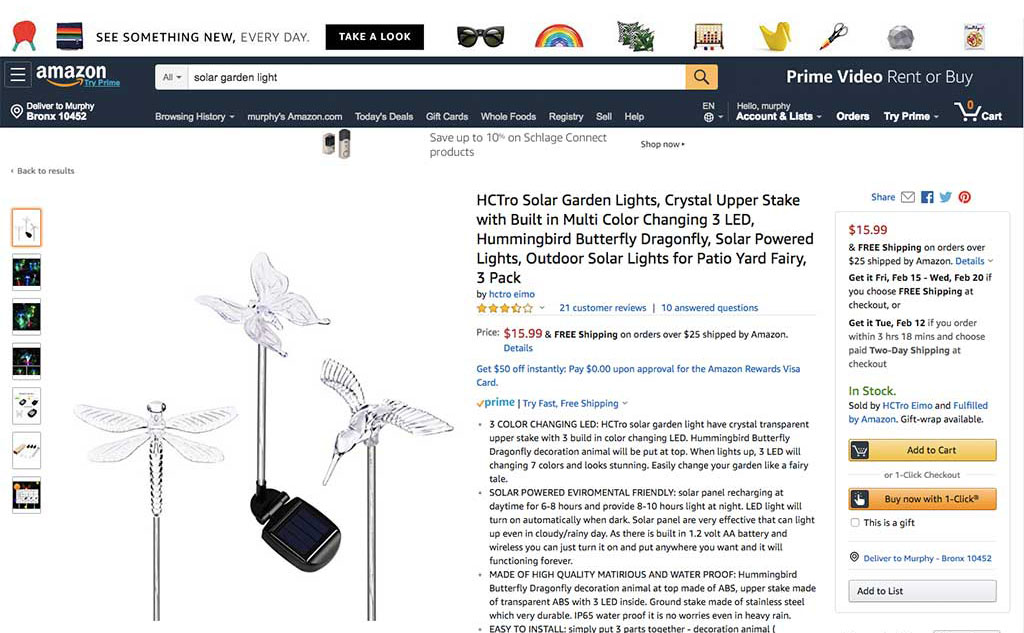 SEE SOMETHING NEW, EVERY DAY.
TAKE A LOOK
amazon
Try Prime
All
solar garden light
Prime Video Rent or Buy
Deliver to Murphy
Bronx 10452
Browsing History
murphy's Amazon.com
Today's Deals
Gift Cards
Whole Foods
Registry
Sell
Help
EN
Hello, murphy
Account & Lists
Orders
Try Prime
0
Cart
Save up to 10% on Schlage Connect
products
Shop now
‹ Back to results
HCTro Solar Garden Lights, Crystal Upper Stake
with Built in Multi Color Changing 3 LED,
Hummingbird Butterfly Dragonfly, Solar Powered
Lights, Outdoor Solar Lights for Patio Yard Fairy,
3 Pack
by hctro eimo
21 customer reviews | 10 answered questions
Price: $15.99 & FREE Shipping on orders over $25 shipped by Amazon.
Details
Get $50 off instantly: Pay $0.00 upon approval for the Amazon Rewards Visa
Card.
prime | Try Fast, Free Shipping
• 3 COLOR CHANGING LED: HCTro solar garden light have crystal transparent
upper stake with 3 build in color changing LED. Hummingbird Butterfly
Dragonfly decoration animal will be put at top. When lights up, 3 LED will
changing 7 colors and looks stunning. Easily change your garden like a fairy
tale.
• SOLAR POWERED EVIROMENTAL FRIENDLY: solar panel recharging at
daytime for 6-8 hours and provide 8-10 hours light at night. LED light will
turn on automatically when dark. Solar panel are very effective that can light
up even in cloudy/rainy day. As there is built in 1.2 volt AA battery and
wireless you can just turn it on and put anywhere you want and it will
functioning forever.
• MADE OF HIGH QUALITY MATIRIOUS AND WATER PROOF: Hummingbird
Butterfly Dragonfly decoration animal at top made of ABS, upper stake made
of transparent ABS with 3 LED inside. Ground stake made of stainless steel
which very durable. IP65 water proof it is no worries even in heavy rain.
• EASY TO INSTALL: simply put 3 parts together - decoration animal (
Share
$15.99
& FREE Shipping on orders over
$25 shipped by Amazon. Details
Get it Fri, Feb 15 - Wed, Feb 20 if
you choose FREE Shipping at
checkout, or
Get it Tue, Feb 12 if you order
within 3 hrs 18 mins and choose
paid Two-Day Shipping at
checkout
In Stock.
Sold by HCTro Eimo and Fulfilled
by Amazon. Gift-wrap available.
Add to Cart
or 1-Click Checkout
Buy now with 1-Click®
This is a gift
Deliver to Murphy - Bronx 10452
Add to List